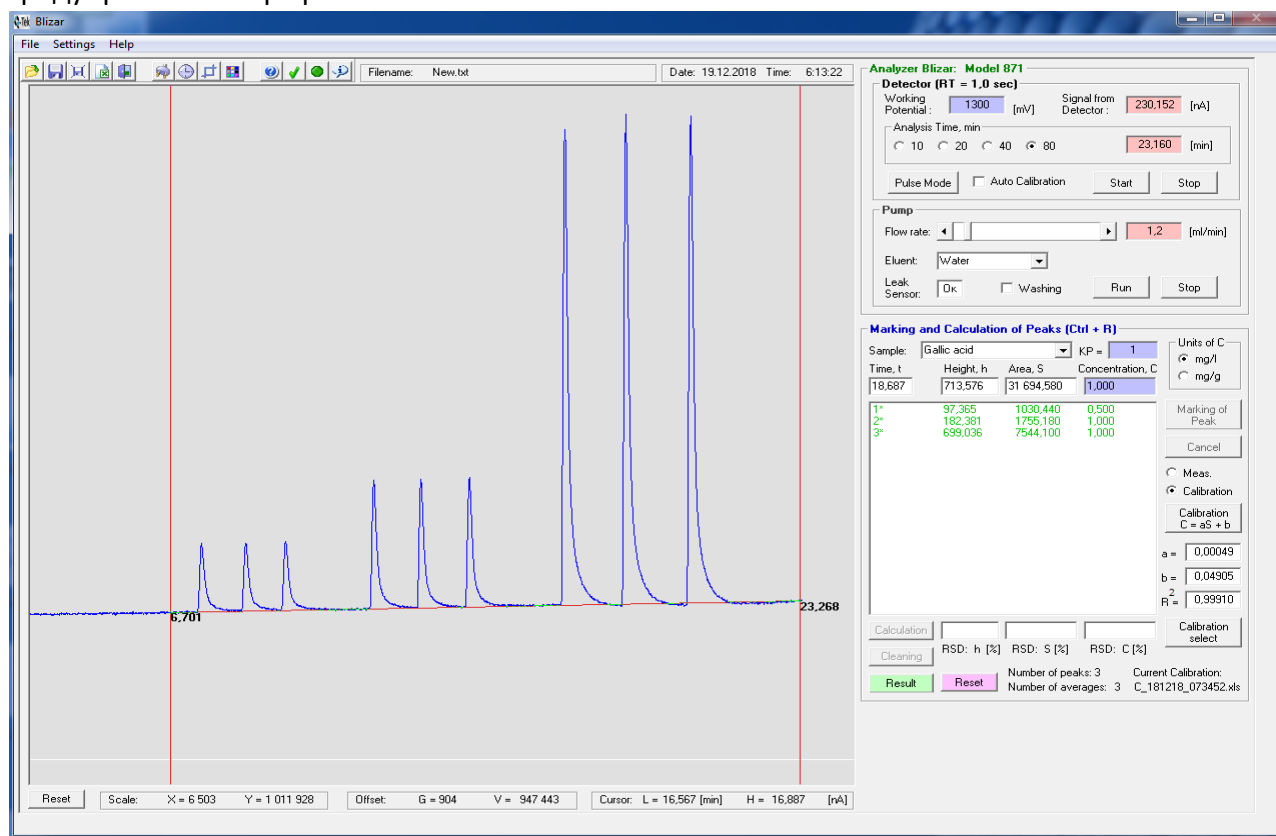 Blizar
File Settings Help
Filename: New.txt
Date: 19.12.2018 Time: 6:13:22
6,701
23,268
Reset
Scale: X = 6 503 Y = 1 011 928
Offset: G = 904 V = 947 443
Cursor: L = 16,567 [min] H = 16,887 [nA]
Analyzer Blizar: Model 871
Detector (RT = 1,0 sec)
Working Potential : 1300 [mV] Signal from Detector : 230,152 [nA]
Analysis Time, min
10 20 40 80 23,160 [min]
Pulse Mode Auto Calibration Start Stop
Pump
Flow rate: 1,2 [ml/min]
Eluent: Water
Leak Sensor: Ок Washing Run Stop
Marking and Calculation of Peaks (Ctrl + R)
Sample: Gallic acid KP = 1
Units of C
mg/l
mg/g
Time, t Height, h Area, S Concentration, C
18,687 713,576 31 694,580 1,000
1* 97,365 1030,440 0,500
2* 182,381 1755,180 1,000
3* 699,036 7544,100 1,000
Marking of Peak
Cancel
Meas.
Calibration
Calibration
C = aS + b
a = 0,00049
b = 0,04905
R² = 0,99910
Calibration select
Calculation
Cleaning
RSD: h [%] RSD: S [%] RSD: C [%]
Result Reset
Number of peaks: 3 Current Calibration:
Number of averages: 3 C_181218_073452.xls